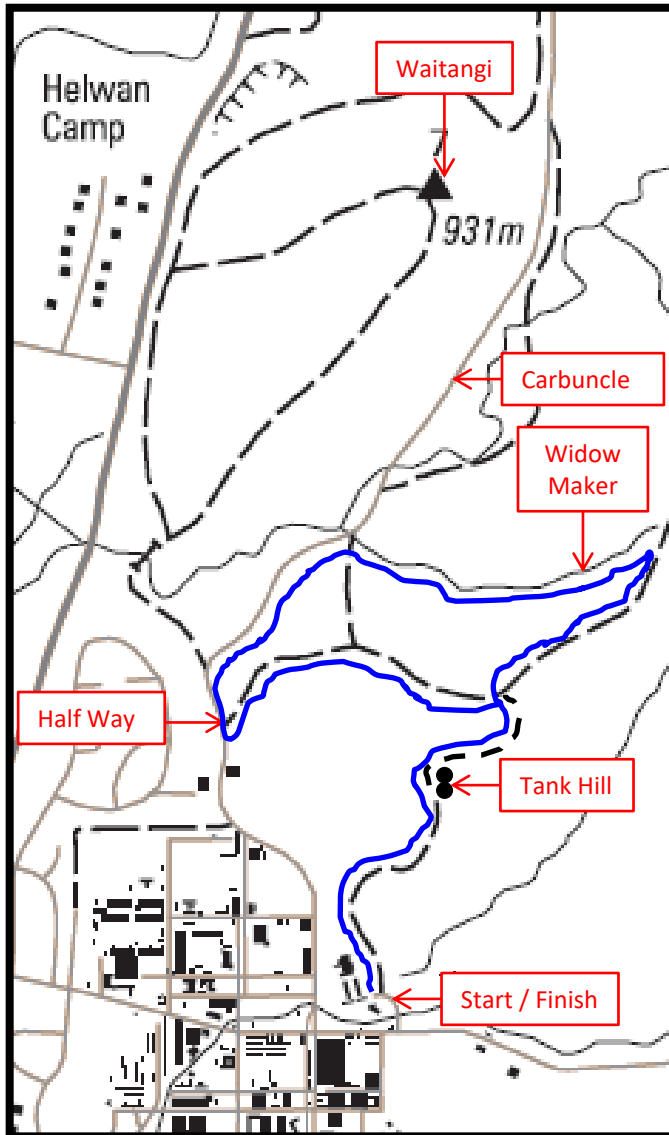 Waitangi
Helwan
Camp
931m
Carbuncle
Widow
Maker
Half Way
Tank Hill
Start / Finish